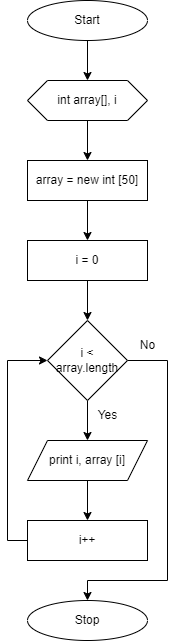 Start
int array[], i
array = new int [50]
i = 0
i <
array.length
No
Yes
print i, array [i]
i++
Stop